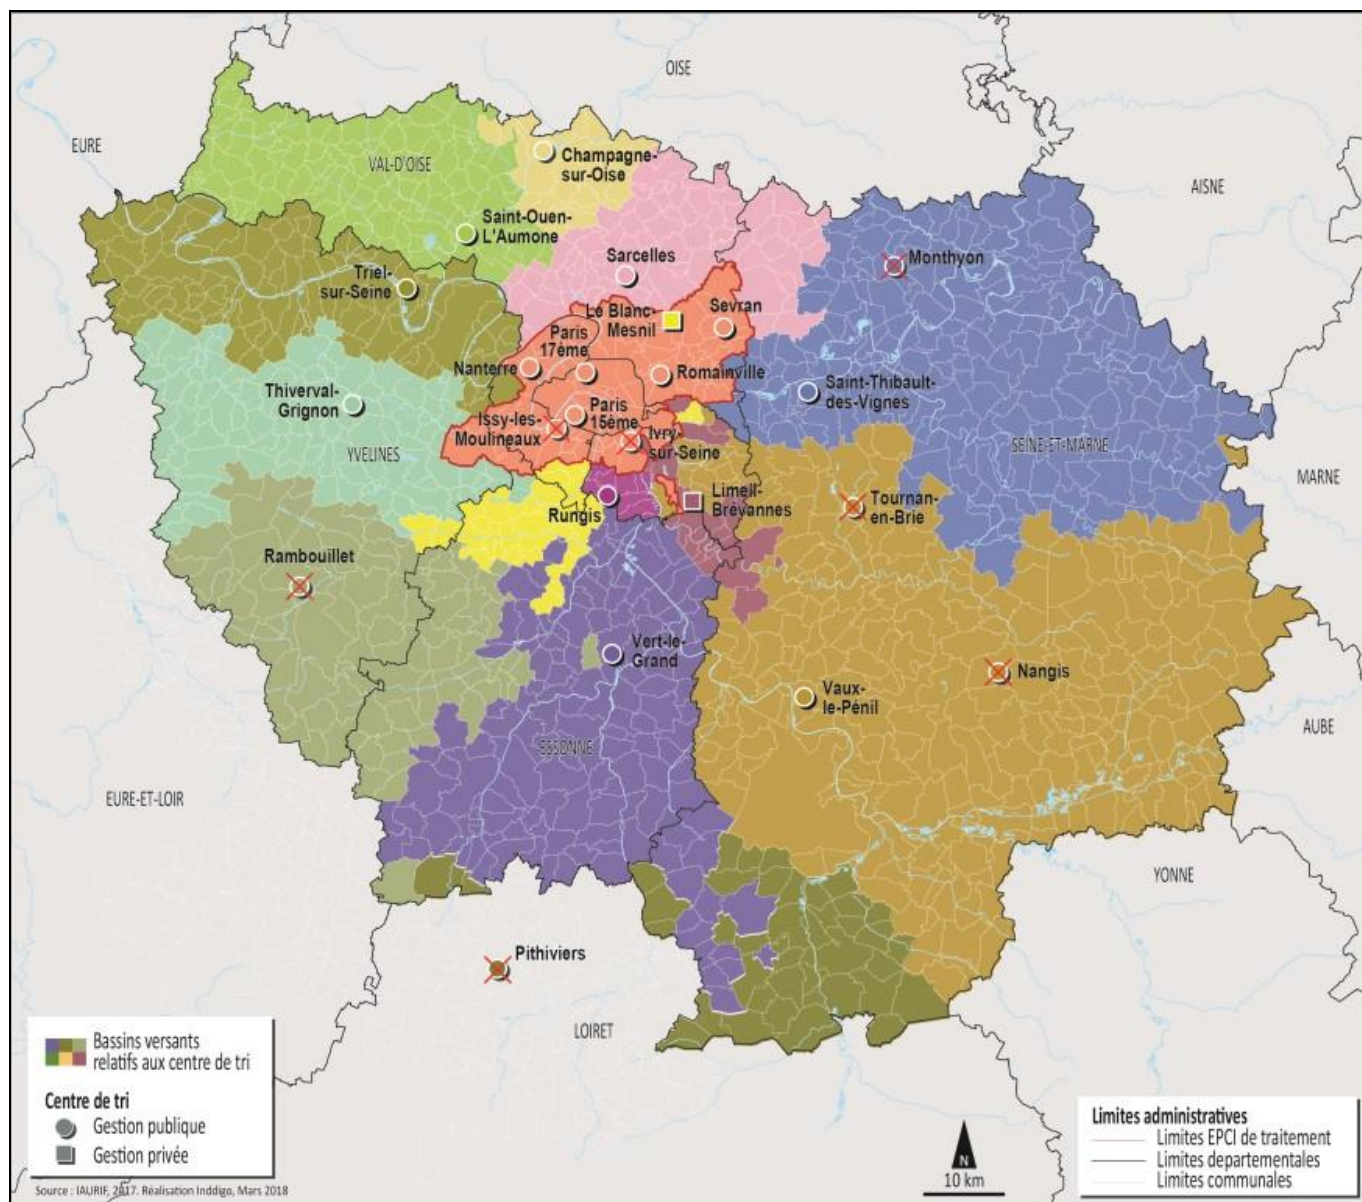 OISE
EURE
VAL-D'OISE
Champagne-
sur-Oise
AISNE
Saint-Ouen-
L'Aumone
Sarcelles
Monthyon
Triel-
sur-Seine
Le Blanc-
Mesnil
Sevran
Paris
17ème
Nanterre
Romainville
Thiverval-
Grignon
Saint-Thibault-
des-Vignes
Issy-les-
Moulineaux
Paris
15ème
Ivry-
sur-Seine
YVELINES
SEINE-ET-MARNE
MARNE
Rungis
Limeil-
Brévannes
Tournan-
en-Brie
Rambouillet
Vert-le-
Grand
Nangis
Vaux-
le-Pénil
ESSONNE
AUBE
EURE-ET-LOIR
YONNE
Pithiviers
LOIRET
Bassins versants
relatifs aux centre de tri
Centre de tri
Gestion publique
Gestion privée
Source : IAURIF, 2017. Réalisation Inddigo, Mars 2018
N
10 km
Limites administratives
Limites EPCI de traitement
Limites departementales
Limites communales